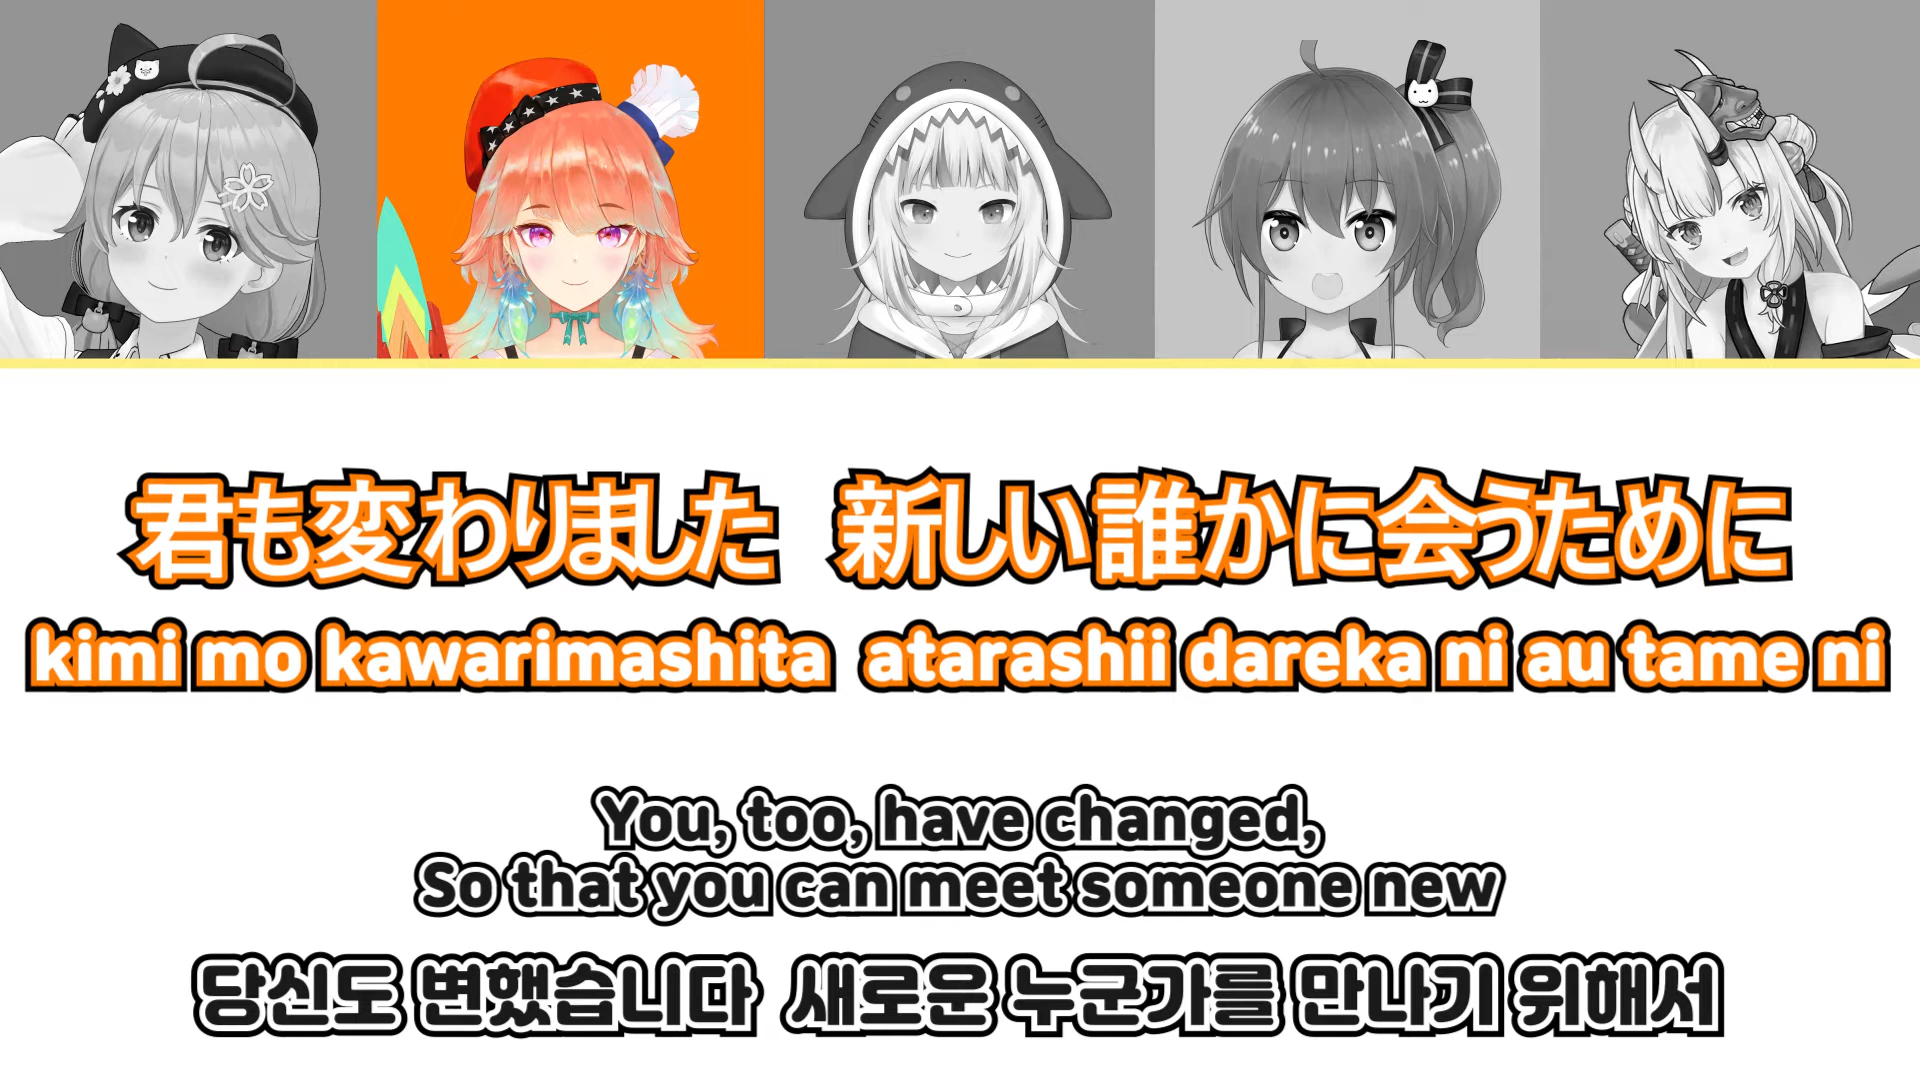 君も変わりました 新しい誰かに会うために
kimi mo kawarimashita atarashii dareka ni au tame ni
You, too, have changed,
So that you can meet someone new
당신도 변했습니다 새로운 누군가를 만나기 위해서